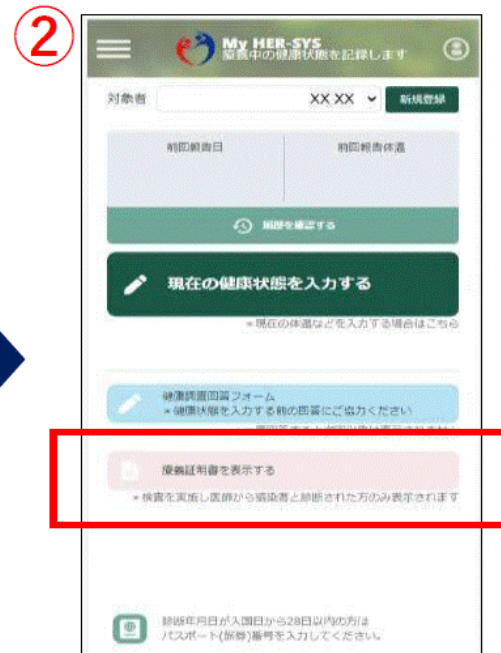 ②
My HER-SYS
療養中の健康状態を記録します
対象者 XX XX 新規登録
前回報告日 前回報告体温
履歴を確認する
現在の健康状態を入力する
*現在の体温などを入力する場合はこちら
健康調査回答フォーム
*健康状態を入力する前の回答にご協力ください
療養証明書を表示する
*検査を実施し医師から感染者と診断された方のみ表示されます
診断年月日が入国日から28日以内の方は
パスポート(旅券)番号を入力してください。